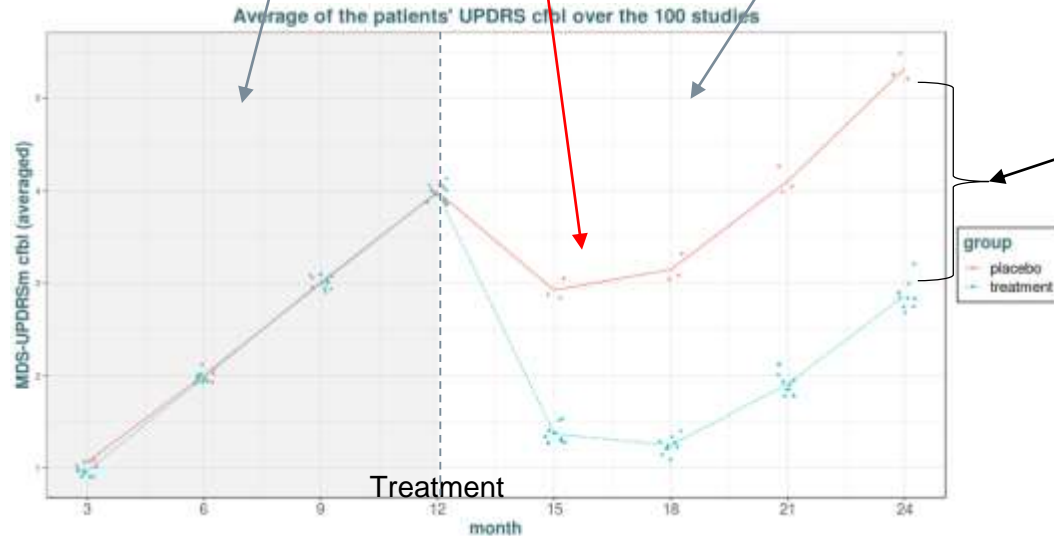 Average of the patients' UPDRS cfbl over the 100 studies
MDS-UPDRSm cfbl (averaged)
5
4
3
2
1
group
placebo
treatment
Treatment
3 6 9 12 15 18 21 24
month